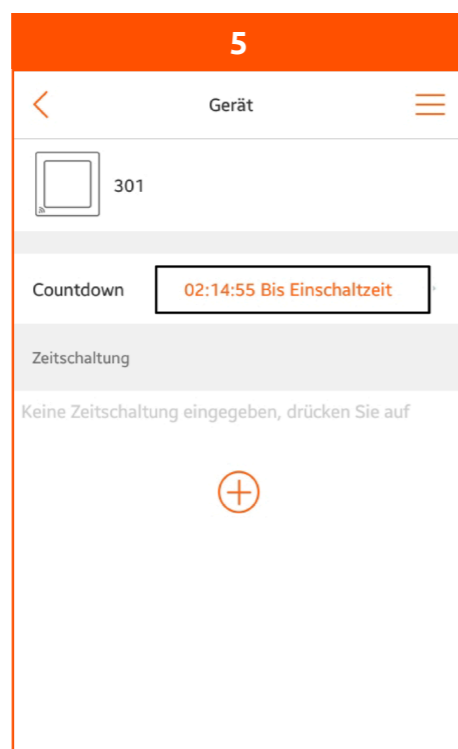 5
Gerät
301
Countdown 02:14:55 Bis Einschaltzeit
Zeitschaltung
Keine Zeitschaltung eingegeben, drücken Sie auf